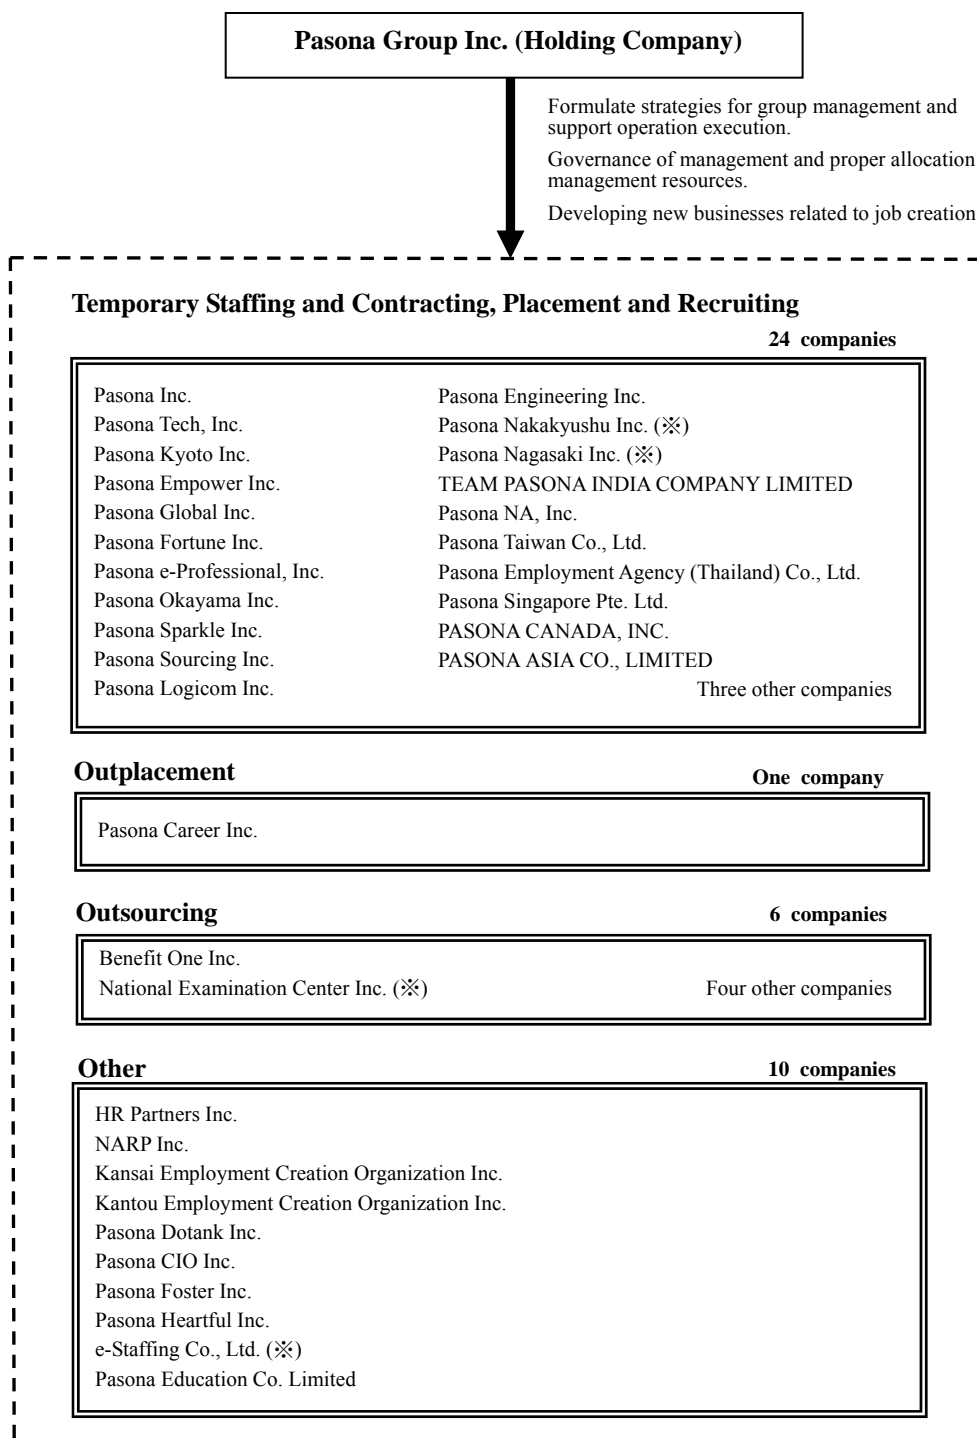 Pasona Group Inc. (Holding Company)
Formulate strategies for group management and
support operation execution.
Governance of management and proper allocation
management resources.
Developing new businesses related to job creation
Temporary Staffing and Contracting, Placement and Recruiting
24 companies
Pasona Inc.
Pasona Tech, Inc.
Pasona Kyoto Inc.
Pasona Empower Inc.
Pasona Global Inc.
Pasona Fortune Inc.
Pasona e-Professional, Inc.
Pasona Okayama Inc.
Pasona Sparkle Inc.
Pasona Sourcing Inc.
Pasona Logicom Inc.
Pasona Engineering Inc.
Pasona Nakakyushu Inc. (※)
Pasona Nagasaki Inc. (※)
TEAM PASONA INDIA COMPANY LIMITED
Pasona NA, Inc.
Pasona Taiwan Co., Ltd.
Pasona Employment Agency (Thailand) Co., Ltd.
Pasona Singapore Pte. Ltd.
PASONA CANADA, INC.
PASONA ASIA CO., LIMITED
Three other companies
Outplacement
One company
Pasona Career Inc.
Outsourcing
6 companies
Benefit One Inc.
National Examination Center Inc. (※)
Four other companies
Other
10 companies
HR Partners Inc.
NARP Inc.
Kansai Employment Creation Organization Inc.
Kantou Employment Creation Organization Inc.
Pasona Dotank Inc.
Pasona CIO Inc.
Pasona Foster Inc.
Pasona Heartful Inc.
e-Staffing Co., Ltd. (※)
Pasona Education Co. Limited